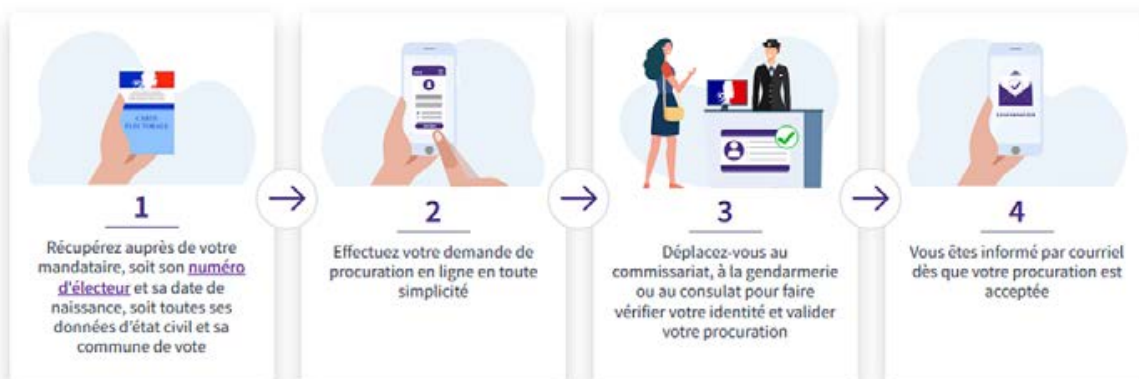 CARTE
ÉLECTORALE
1
Récupérez auprès de votre
mandataire, soit son numéro
d'électeur et sa date de
naissance, soit toutes ses
données d'état civil et sa
commune de vote
2
Effectuez votre demande de
procuration en ligne en toute
simplicité
3
Déplacez-vous au
commissariat, à la gendarmerie
ou au consulat pour faire
vérifier votre identité et valider
votre procuration
4
Vous êtes informé par courriel
dès que votre procuration est
acceptée